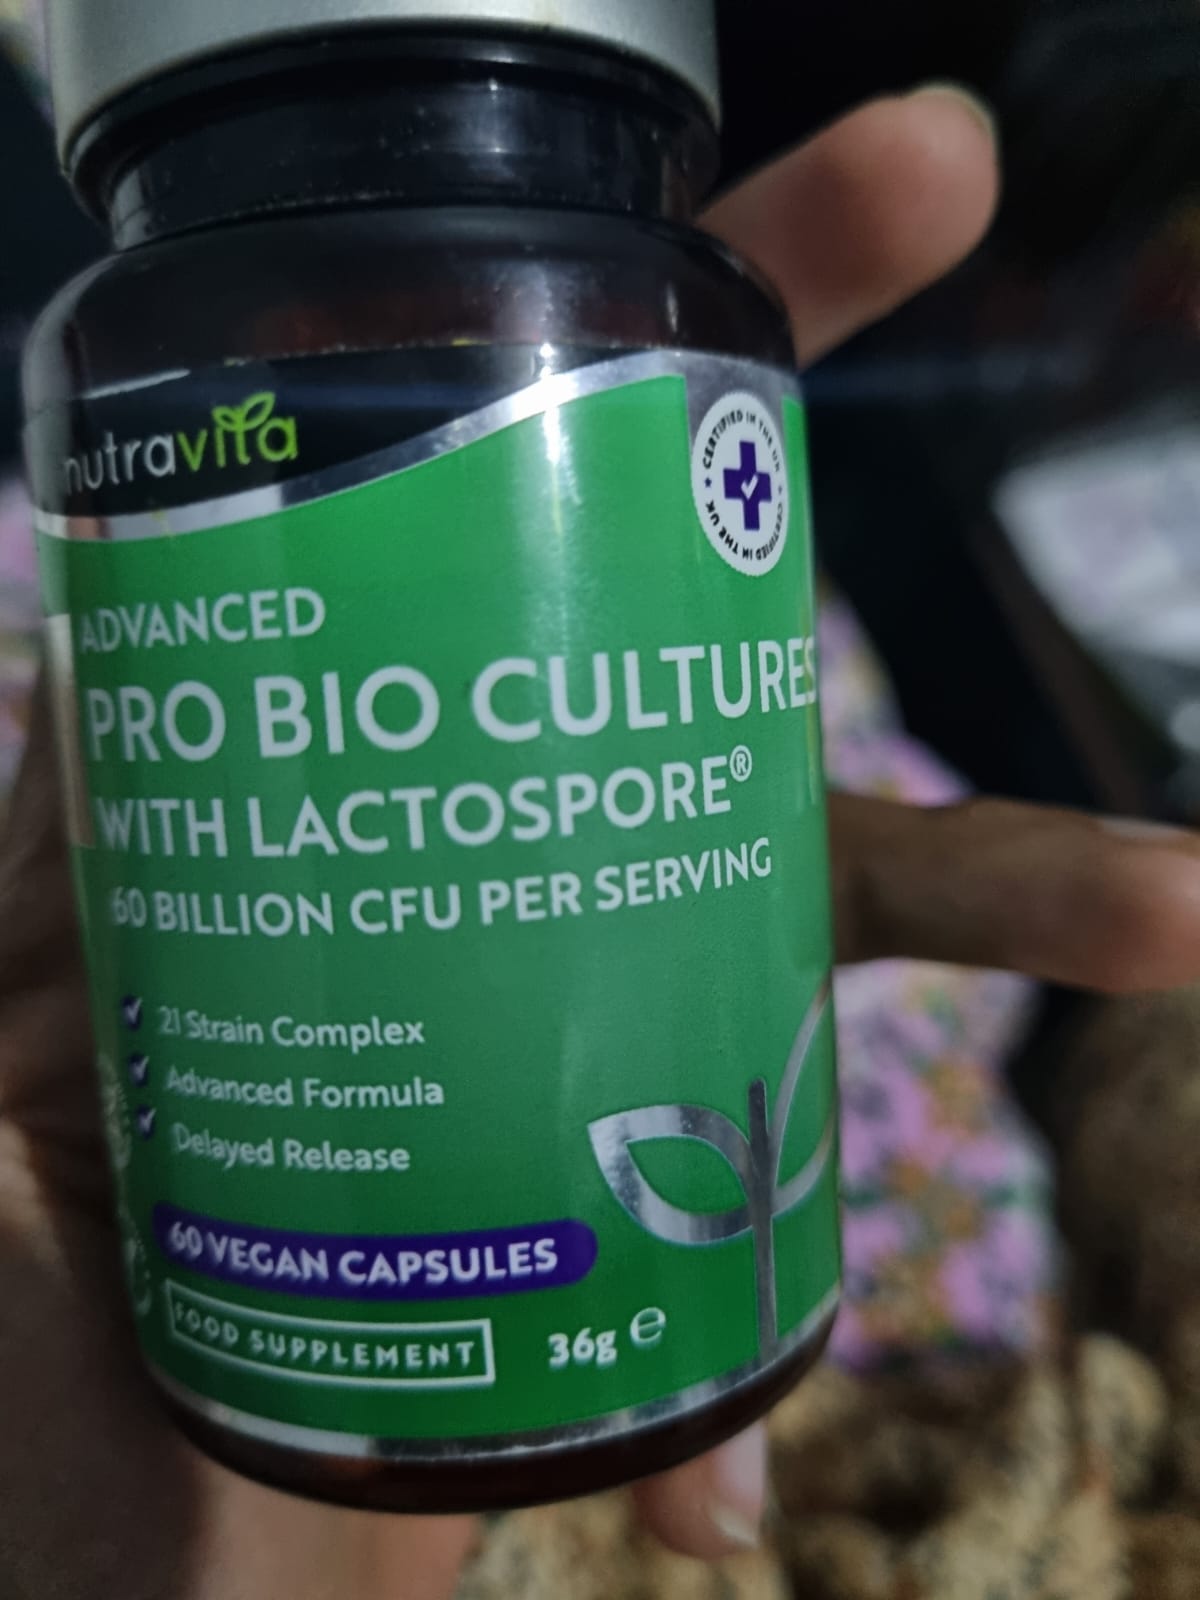 nutravita
CERTIFIED IN THE UK ★ CERTIFIED IN THE UK ★
ADVANCED
PRO BIO CULTURES
WITH LACTOSPORE®
60 BILLION CFU PER SERVING
21 Strain Complex
Advanced Formula
Delayed Release
60 VEGAN CAPSULES
FOOD SUPPLEMENT
36g ℮